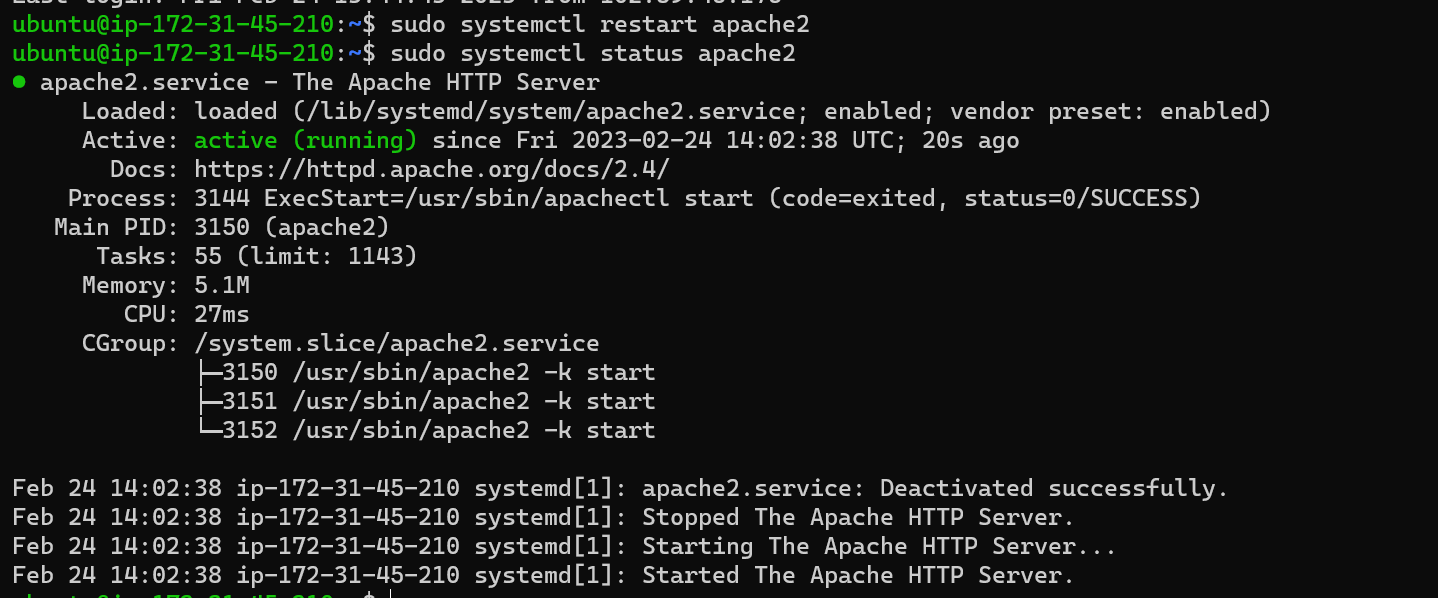 ubuntu@ip-172-31-45-210:~$ sudo systemctl restart apache2
ubuntu@ip-172-31-45-210:~$ sudo systemctl status apache2
● apache2.service - The Apache HTTP Server
Loaded: loaded (/lib/systemd/system/apache2.service; enabled; vendor preset: enabled)
Active: active (running) since Fri 2023-02-24 14:02:38 UTC; 20s ago
Docs: https://httpd.apache.org/docs/2.4/
Process: 3144 ExecStart=/usr/sbin/apachectl start (code=exited, status=0/SUCCESS)
Main PID: 3150 (apache2)
Tasks: 55 (limit: 1143)
Memory: 5.1M
CPU: 27ms
CGroup: /system.slice/apache2.service
├─3150 /usr/sbin/apache2 -k start
├─3151 /usr/sbin/apache2 -k start
└─3152 /usr/sbin/apache2 -k start
Feb 24 14:02:38 ip-172-31-45-210 systemd[1]: apache2.service: Deactivated successfully.
Feb 24 14:02:38 ip-172-31-45-210 systemd[1]: Stopped The Apache HTTP Server.
Feb 24 14:02:38 ip-172-31-45-210 systemd[1]: Starting The Apache HTTP Server...
Feb 24 14:02:38 ip-172-31-45-210 systemd[1]: Started The Apache HTTP Server.